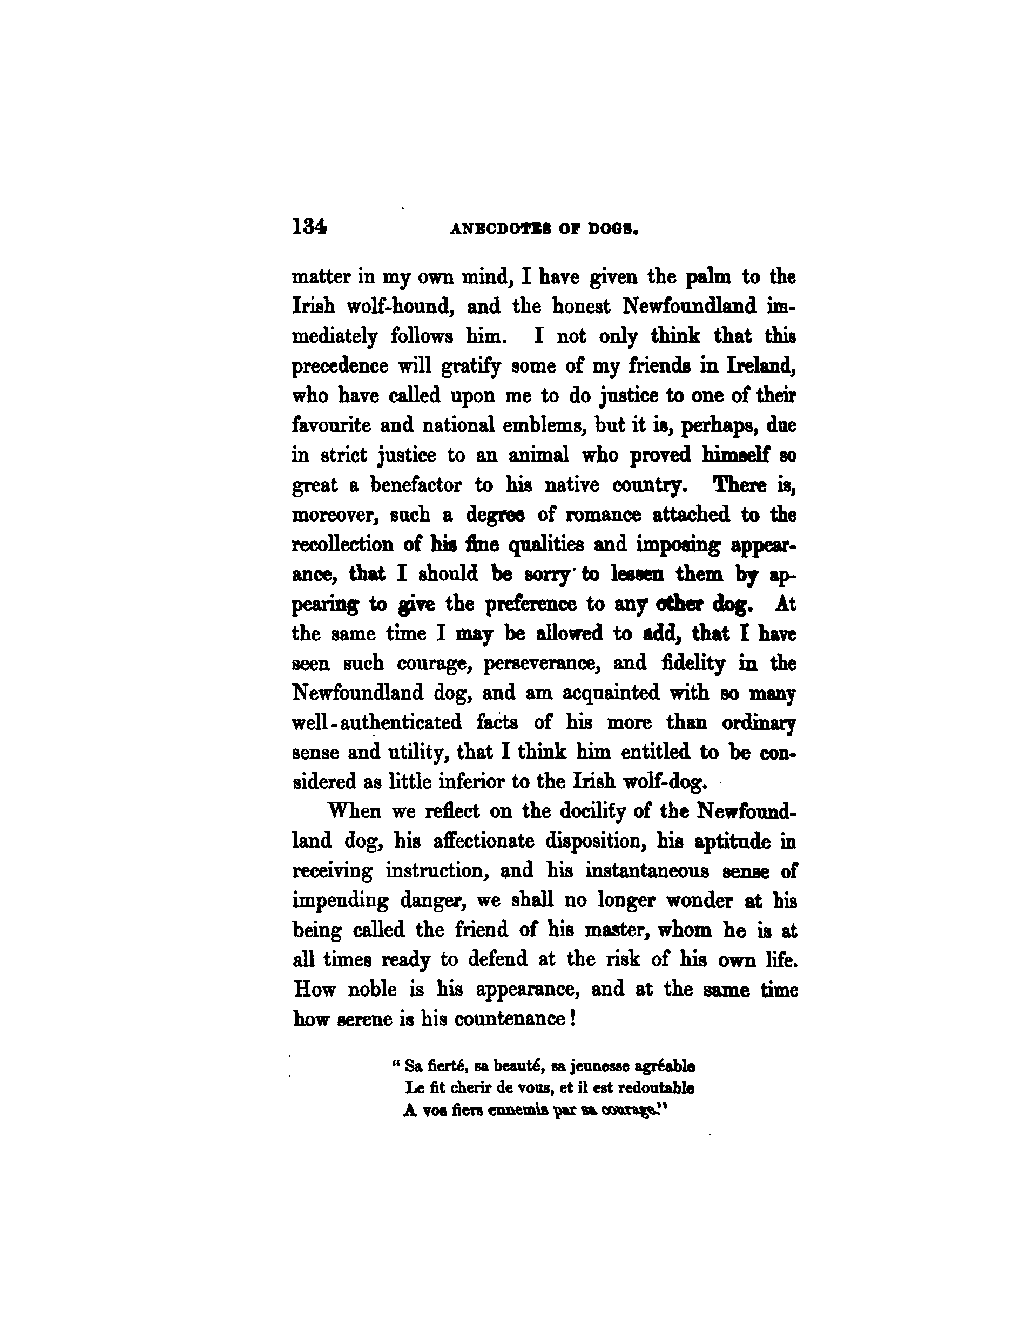 134 ANECDOTES OF DOGS.
matter in my own mind, I have given the palm to the
Irish wolf-hound, and the honest Newfoundland im-
mediately follows him. I not only think that this
precedence will gratify some of my friends in Ireland,
who have called upon me to do justice to one of their
favourite and national emblems, but it is, perhaps, due
in strict justice to an animal who proved himself so
great a benefactor to his native country. There is,
moreover, such a degree of romance attached to the
recollection of his fine qualities and imposing appear-
ance, that I should be sorry to lessen them by ap-
pearing to give the preference to any other dog. At
the same time I may be allowed to add, that I have
seen such courage, perseverance, and fidelity in the
Newfoundland dog, and am acquainted with so many
well-authenticated facts of his more than ordinary
sense and utility, that I think him entitled to be con-
sidered as little inferior to the Irish wolf-dog.
When we reflect on the docility of the Newfound-
land dog, his affectionate disposition, his aptitude in
receiving instruction, and his instantaneous sense of
impending danger, we shall no longer wonder at his
being called the friend of his master, whom he is at
all times ready to defend at the risk of his own life.
How noble is his appearance, and at the same time
how serene is his countenance!
“Sa fierté, sa beauté, sa jeunesse agréable
Le fit cherir de vous, et il est redoutable
A vos fiers ennemis par sa courage.”